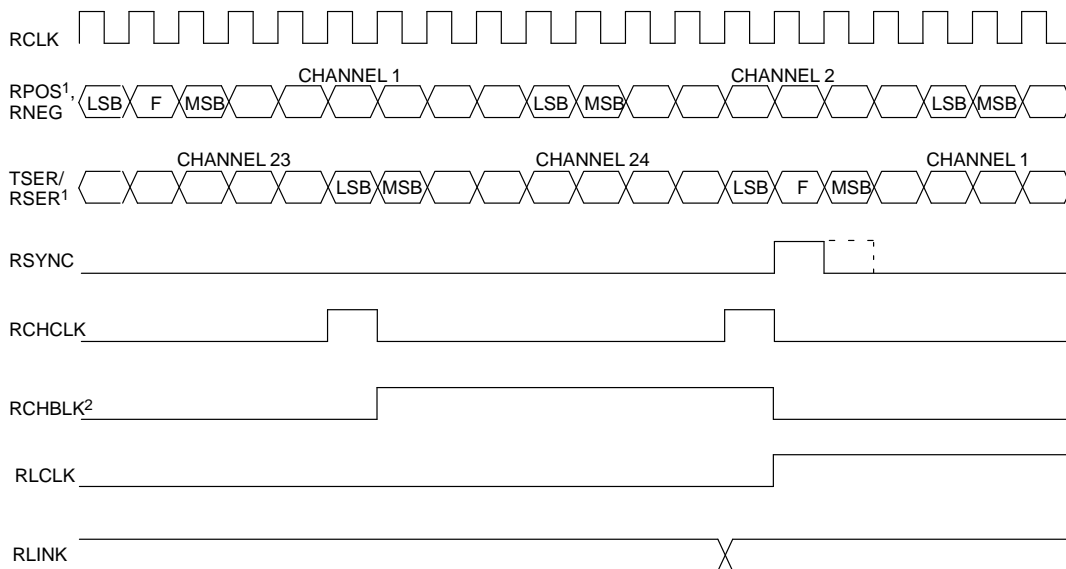 RCLK
CHANNEL 1 CHANNEL 2
RPOS1,
RNEG LSB F MSB LSB MSB LSB MSB
CHANNEL 23 CHANNEL 24 CHANNEL 1
TSER/
RSER1 LSB MSB LSB F MSB
RSYNC
RCHCLK
RCHBLK2
RLCLK
RLINK